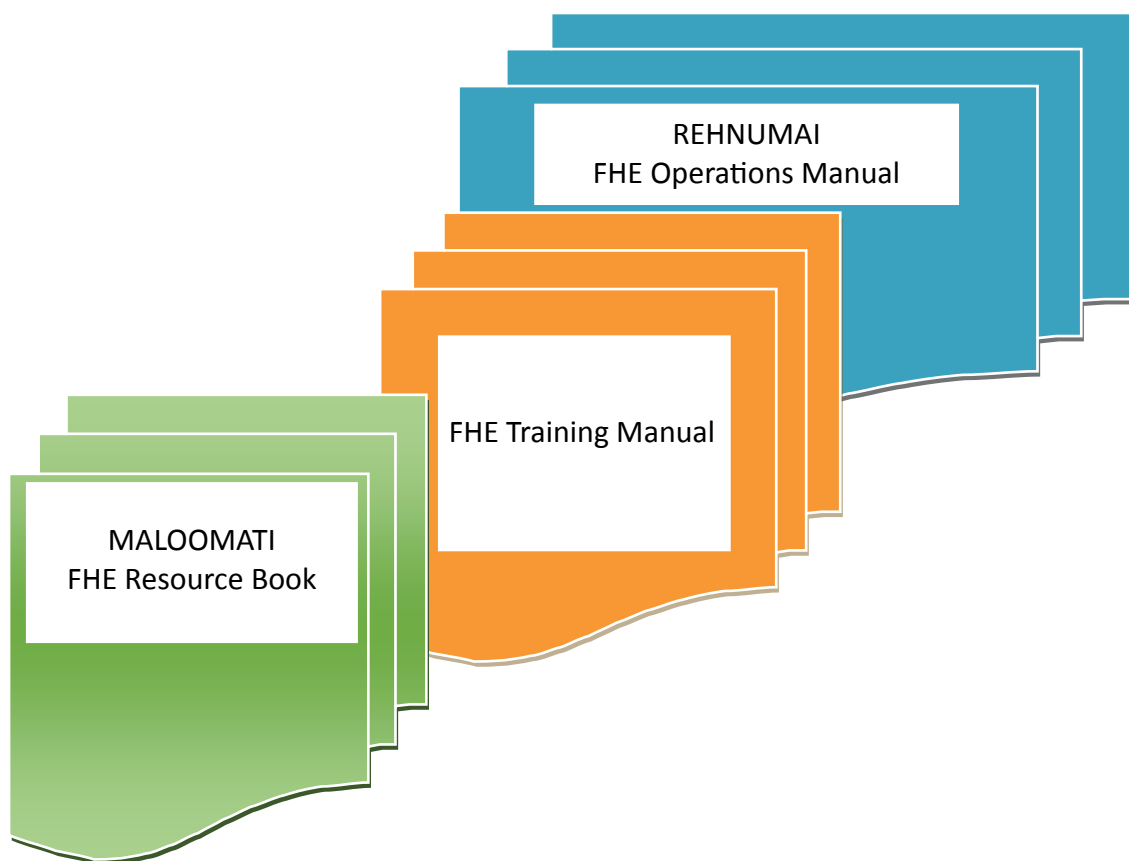 REHNUMAI
FHE Operations Manual
FHE Training Manual
MALOOMATI
FHE Resource Book